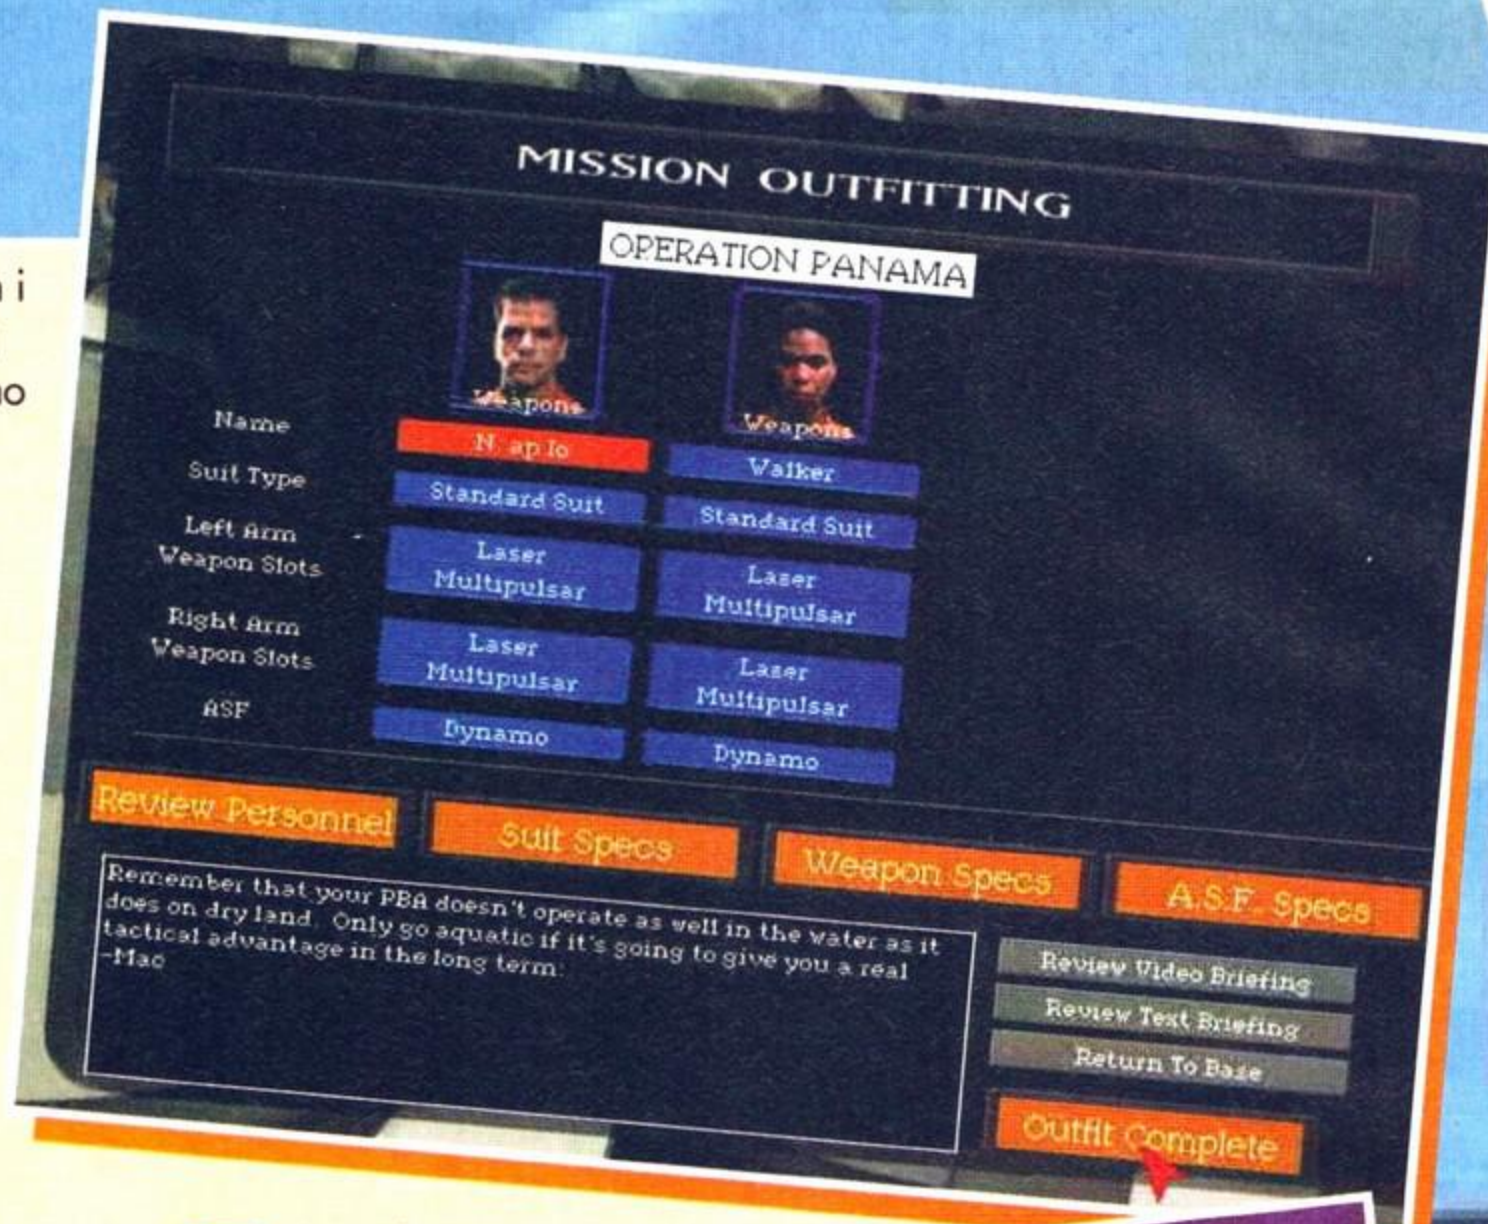 MISSION OUTFITTING
OPERATION PANAMA
Weapons Weapons
Name N. ap Io Walker
Suit Type Standard Suit Standard Suit
Left Arm
Weapon Slots Laser
Multipulsar Laser
Multipulsar
Right Arm
Weapon Slots Laser
Multipulsar Laser
Multipulsar
ASF Dynamo Dynamo
Review Personnel Suit Specs Weapon Specs A.S.F. Specs
Remember that your PBA doesn't operate as well in the water as it
does on dry land. Only go aquatic if it's going to give you a real
tactical advantage in the long term.
-Mac
Review Video Briefing
Review Text Briefing
Return To Base
Outfit Complete